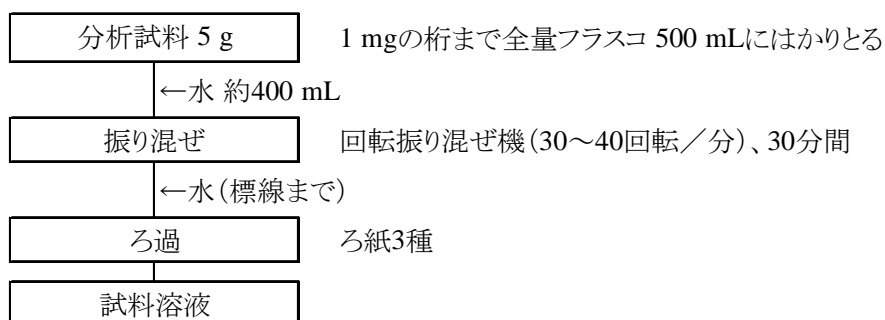 分析試料 5 g 1 mgの桁まで全量フラスコ 500 mLにはかりとる
←水 約400 mL
振り混ぜ 回転振り混ぜ機(30~40回転/分)、30分間
←水(標線まで)
ろ過 ろ紙3種
試料溶液